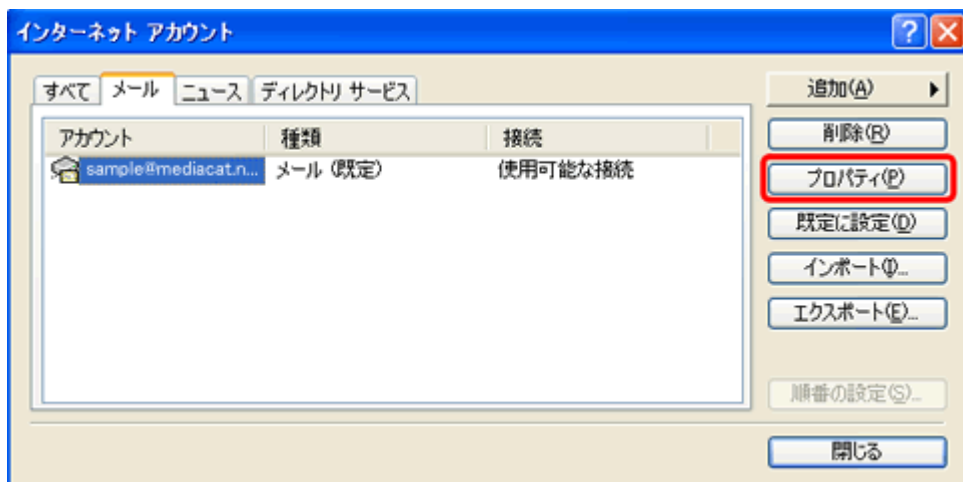 インターネット アカウント
すべて メール ニュース ディレクトリ サービス
アカウント 種類 接続
sample@mediacat.n... メール (既定) 使用可能な接続
追加(A)
削除(R)
プロパティ(P)
既定に設定(D)
インポート(I)...
エクスポート(E)...
順番の設定(S)...
閉じる